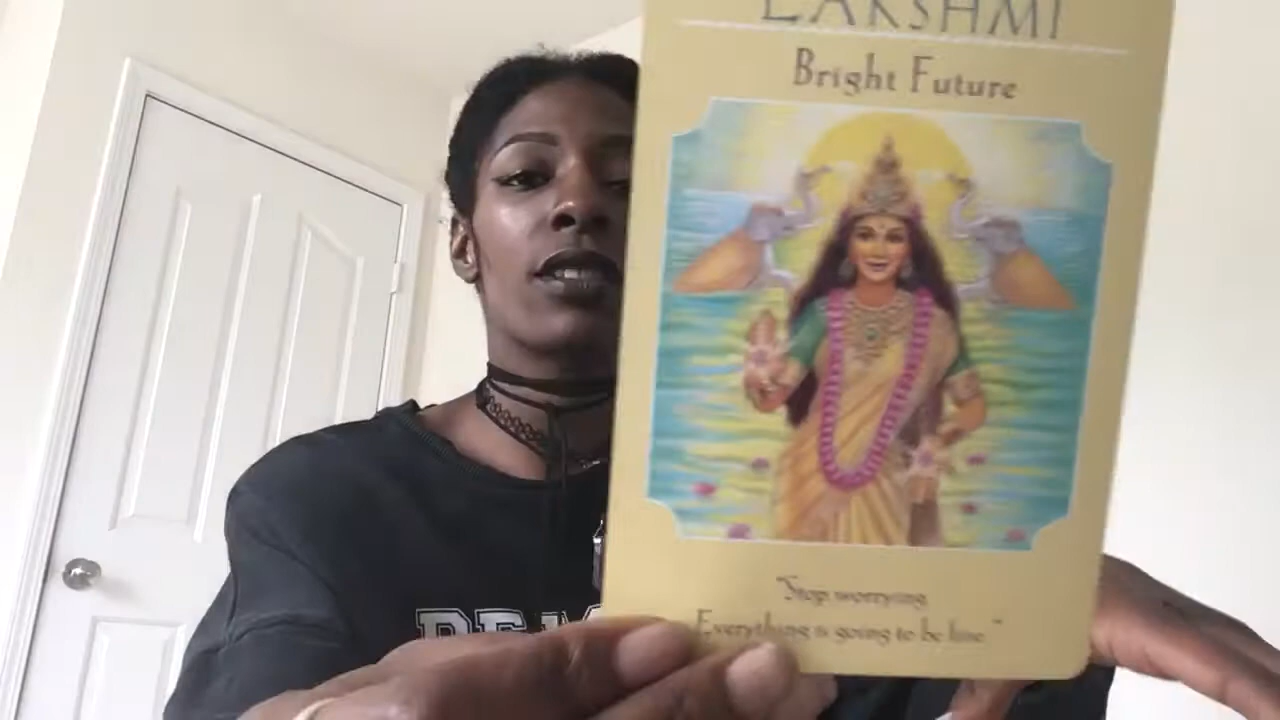 LAKSHMI
Bright Future
"Stop worrying
Everything is going to be fine."